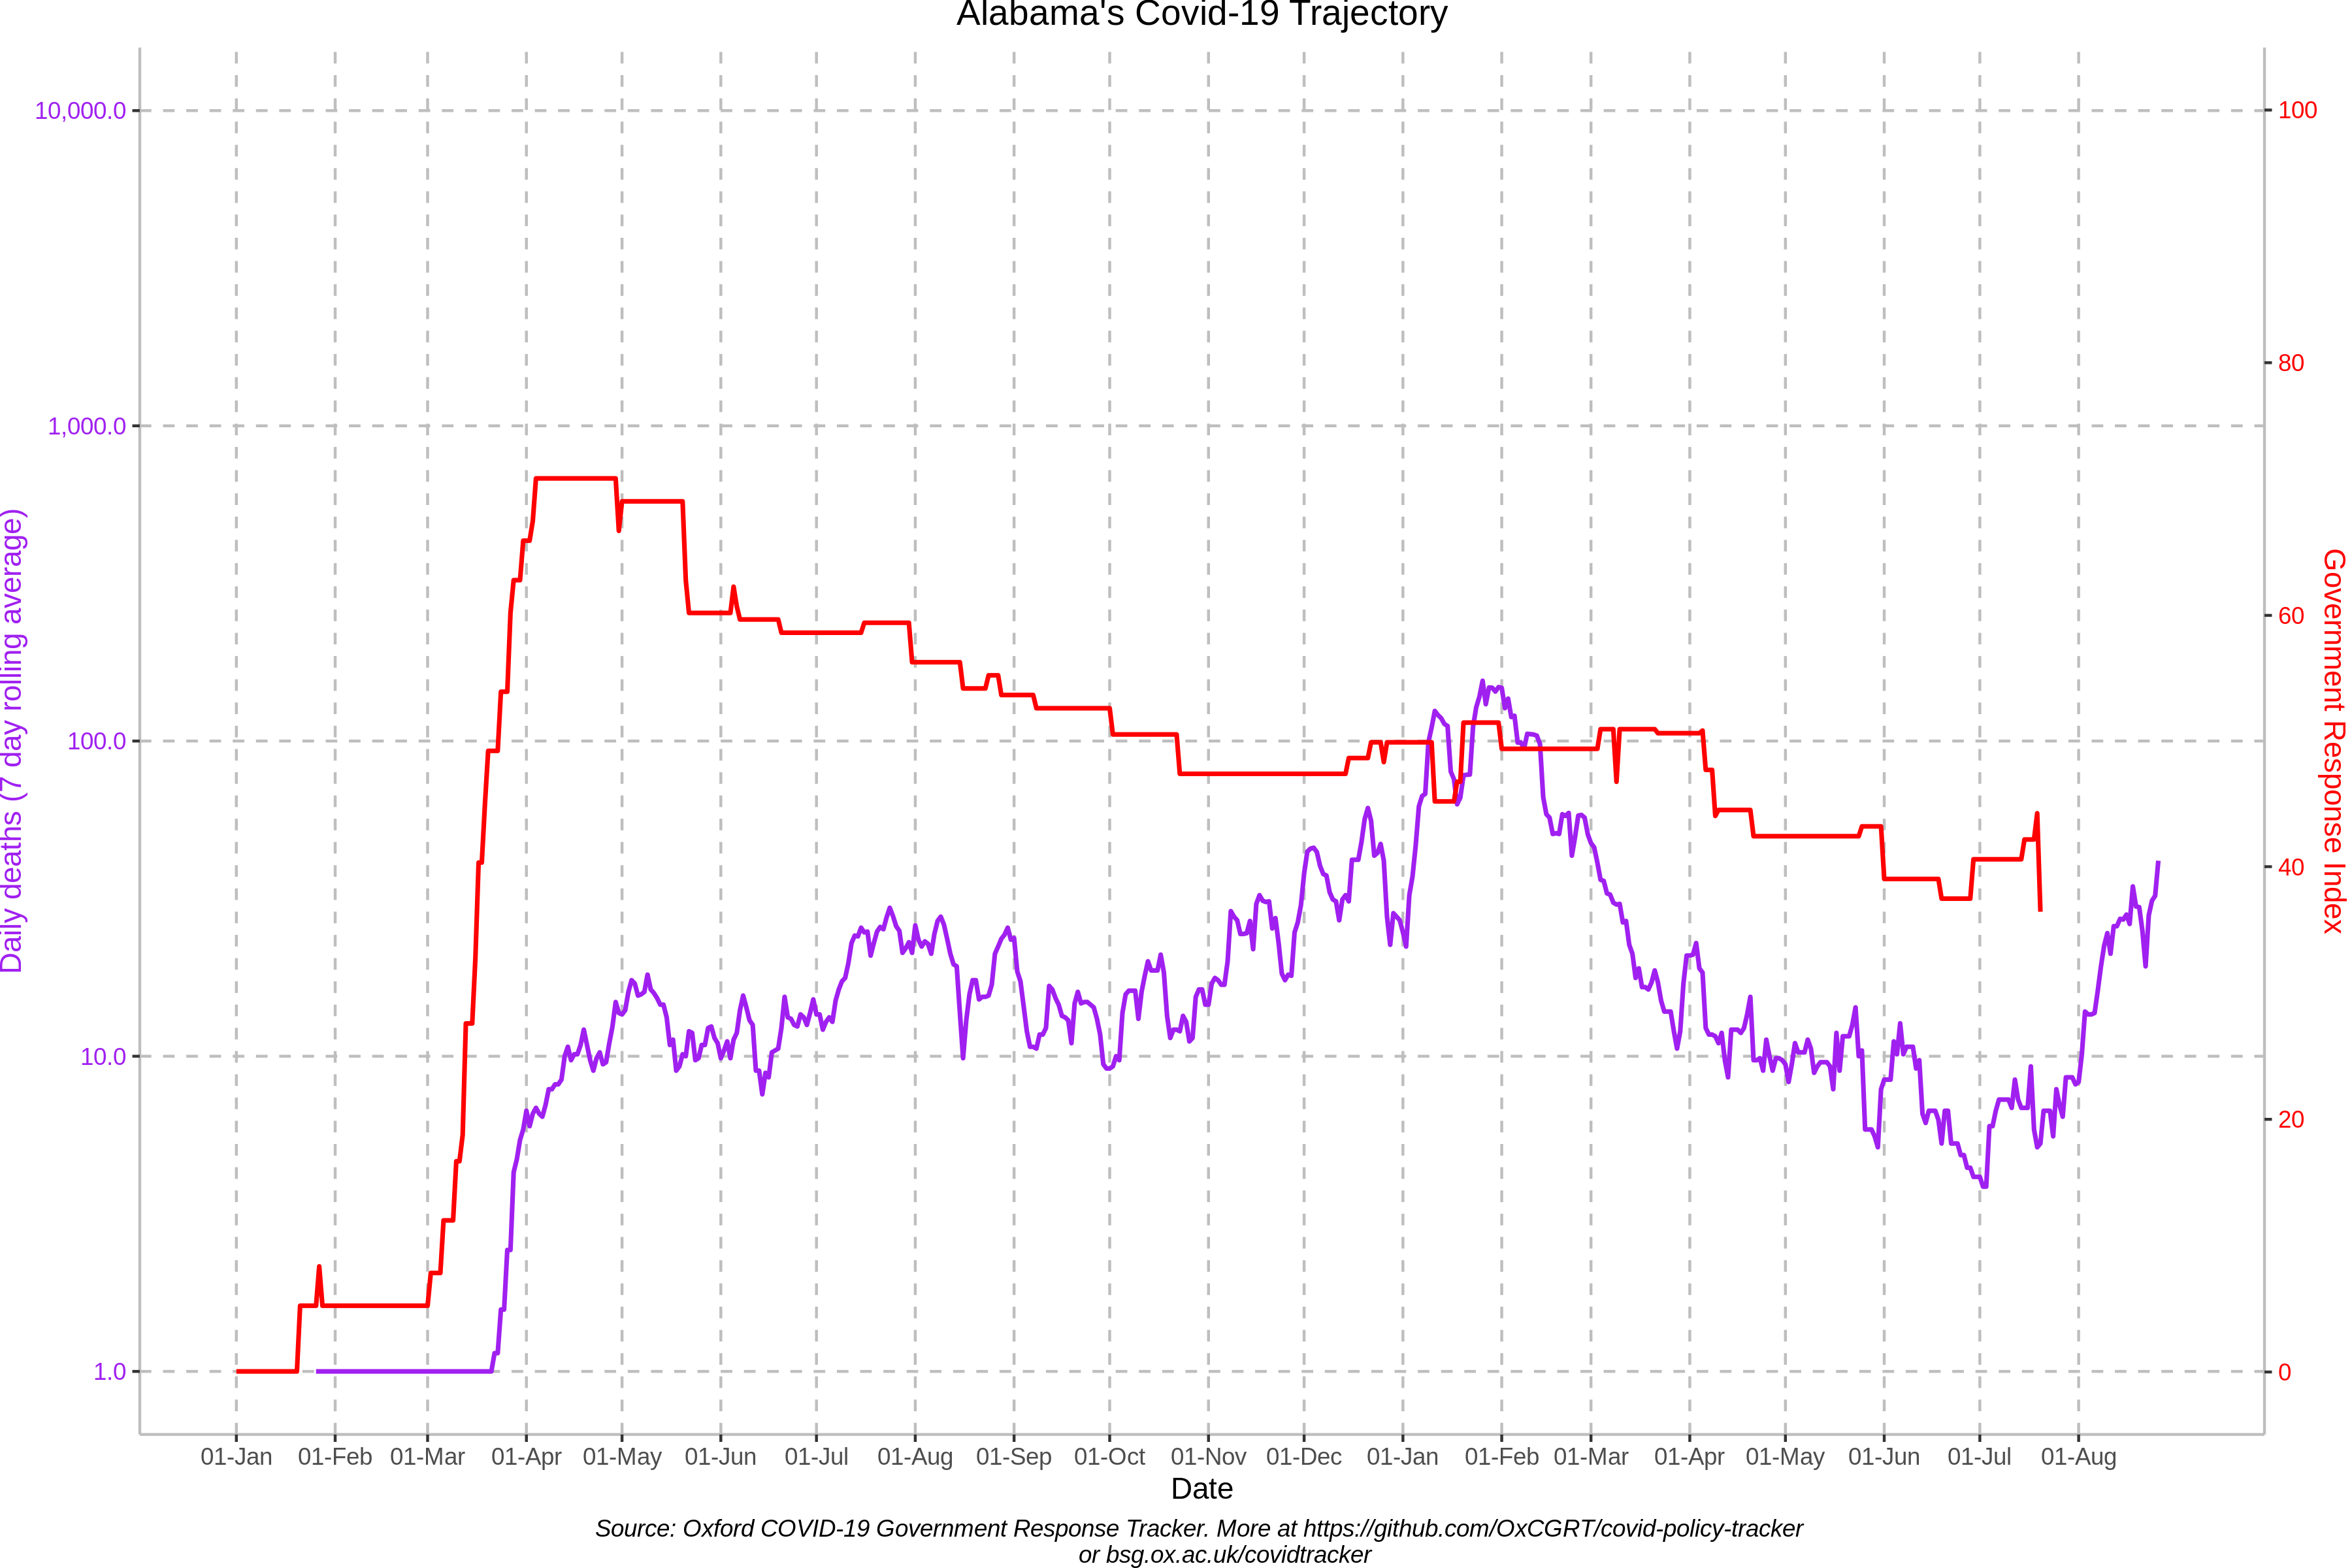 Alabama's Covid-19 Trajectory
10,000.0
1,000.0
100.0
10.0
1.0
Daily deaths (7 day rolling average)
100
80
60
40
20
0
Government Response Index
01-Jan 01-Feb 01-Mar 01-Apr 01-May 01-Jun 01-Jul 01-Aug 01-Sep 01-Oct 01-Nov 01-Dec 01-Jan 01-Feb 01-Mar 01-Apr 01-May 01-Jun 01-Jul 01-Aug
Date
Source: Oxford COVID-19 Government Response Tracker. More at https://github.com/OxCGRT/covid-policy-tracker
or bsg.ox.ac.uk/covidtracker